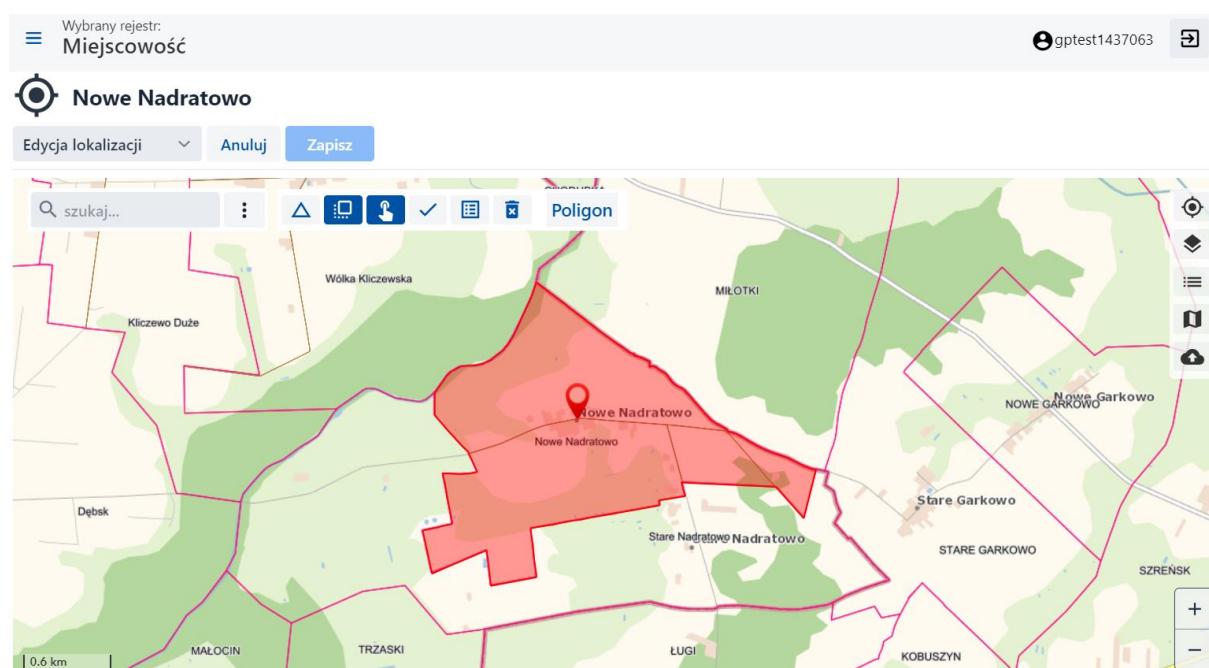 Wybrany rejestr:
Miejscowość
gptest1437063
Nowe Nadratowo
Edycja lokalizacji
Anuluj
Zapisz
szukaj...
Poligon
Wólka Kliczewska
MIŁOTKI
Kliczewo Duże
Nowe Garkowo
NOWE GARKOWO
Nowe Nadratowo
Nowe Nadratowo
Stare Garkowo
Dębsk
Stare Nadratowo
Nadratowo
STARE GARKOWO
SZREŃSK
MAŁOCIN
TRZASKI
ŁUGI
KOBUSZYN
0.6 km